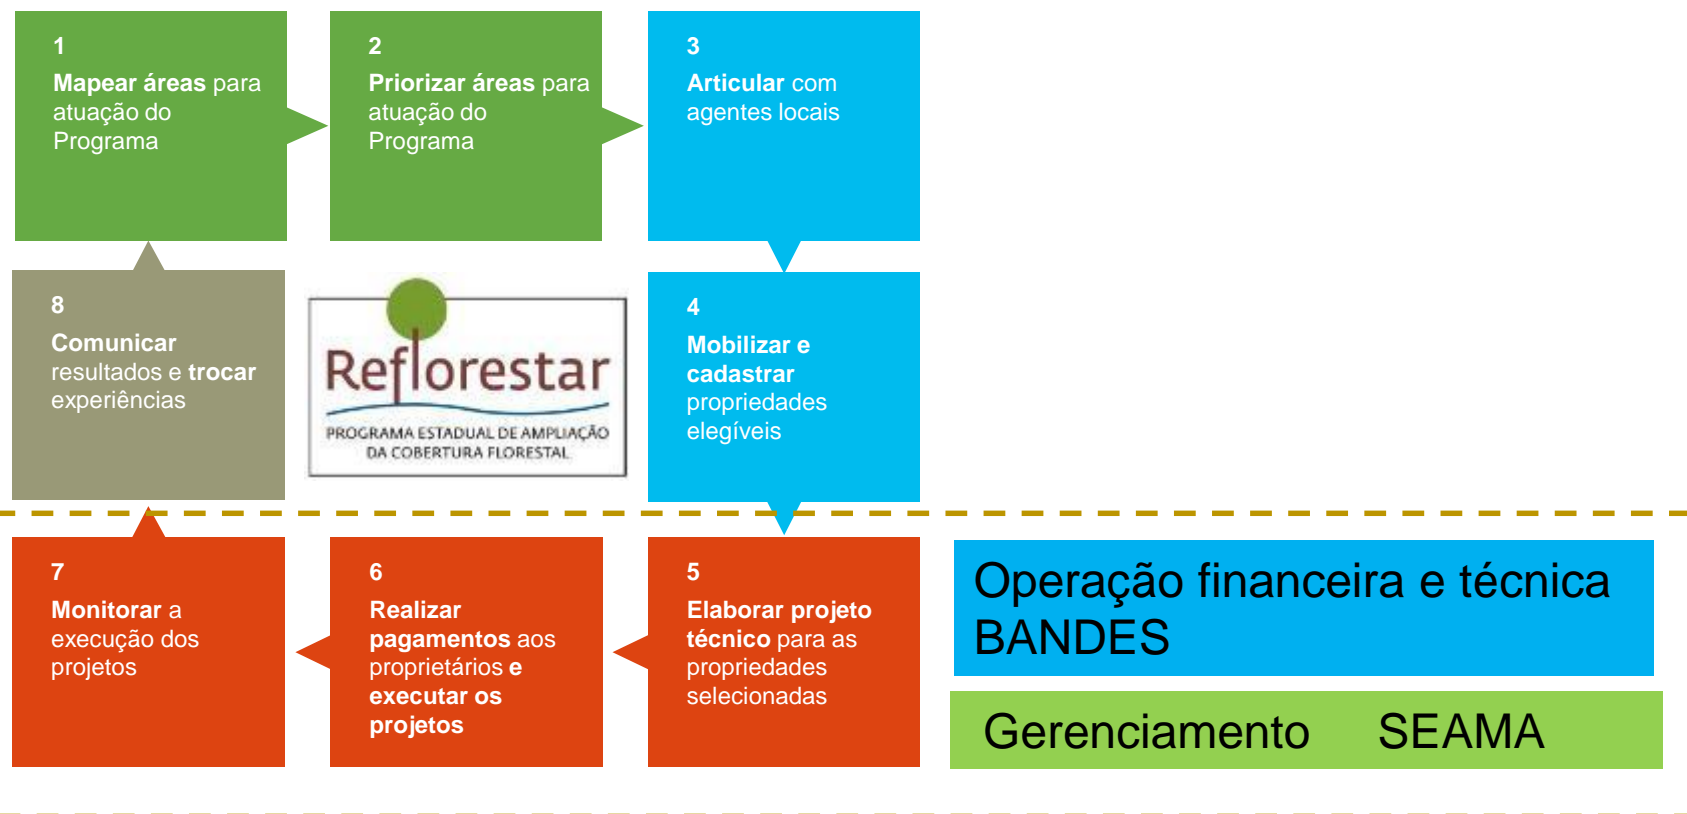 1
Mapear áreas para
atuação do
Programa
2
Priorizar áreas para
atuação do
Programa
3
Articular com
agentes locais
8
Comunicar
resultados e trocar
experiências
Reflorestar
PROGRAMA ESTADUAL DE AMPLIAÇÃO
DA COBERTURA FLORESTAL
4
Mobilizar e
cadastrar
propriedades
elegíveis
7
Monitorar a
execução dos
projetos
6
Realizar
pagamentos aos
proprietários e
executar os
projetos
5
Elaborar projeto
técnico para as
propriedades
selecionadas
Operação financeira e técnica
BANDES
Gerenciamento SEAMA